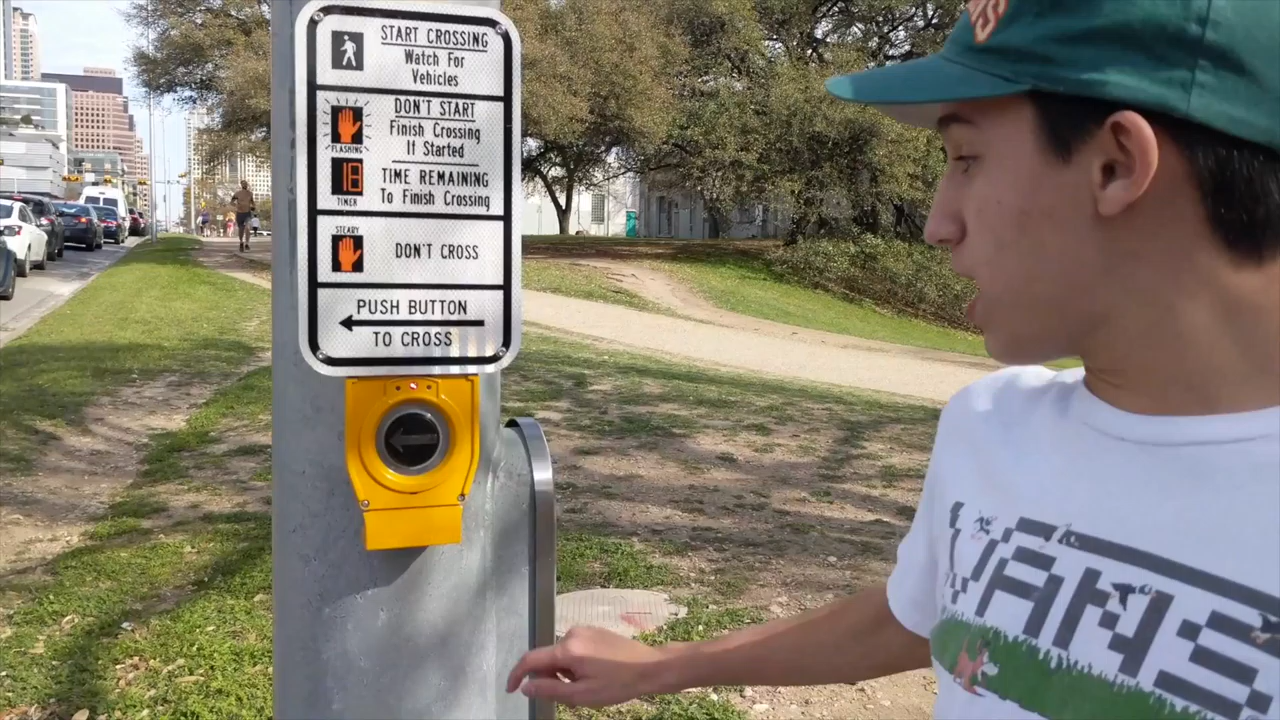 START CROSSING
Watch For
Vehicles
DON'T START
Finish Crossing
If Started
FLASHING
18
TIME REMAINING
To Finish Crossing
TIMER
STEADY
DON'T CROSS
PUSH BUTTON
TO CROSS
VANS